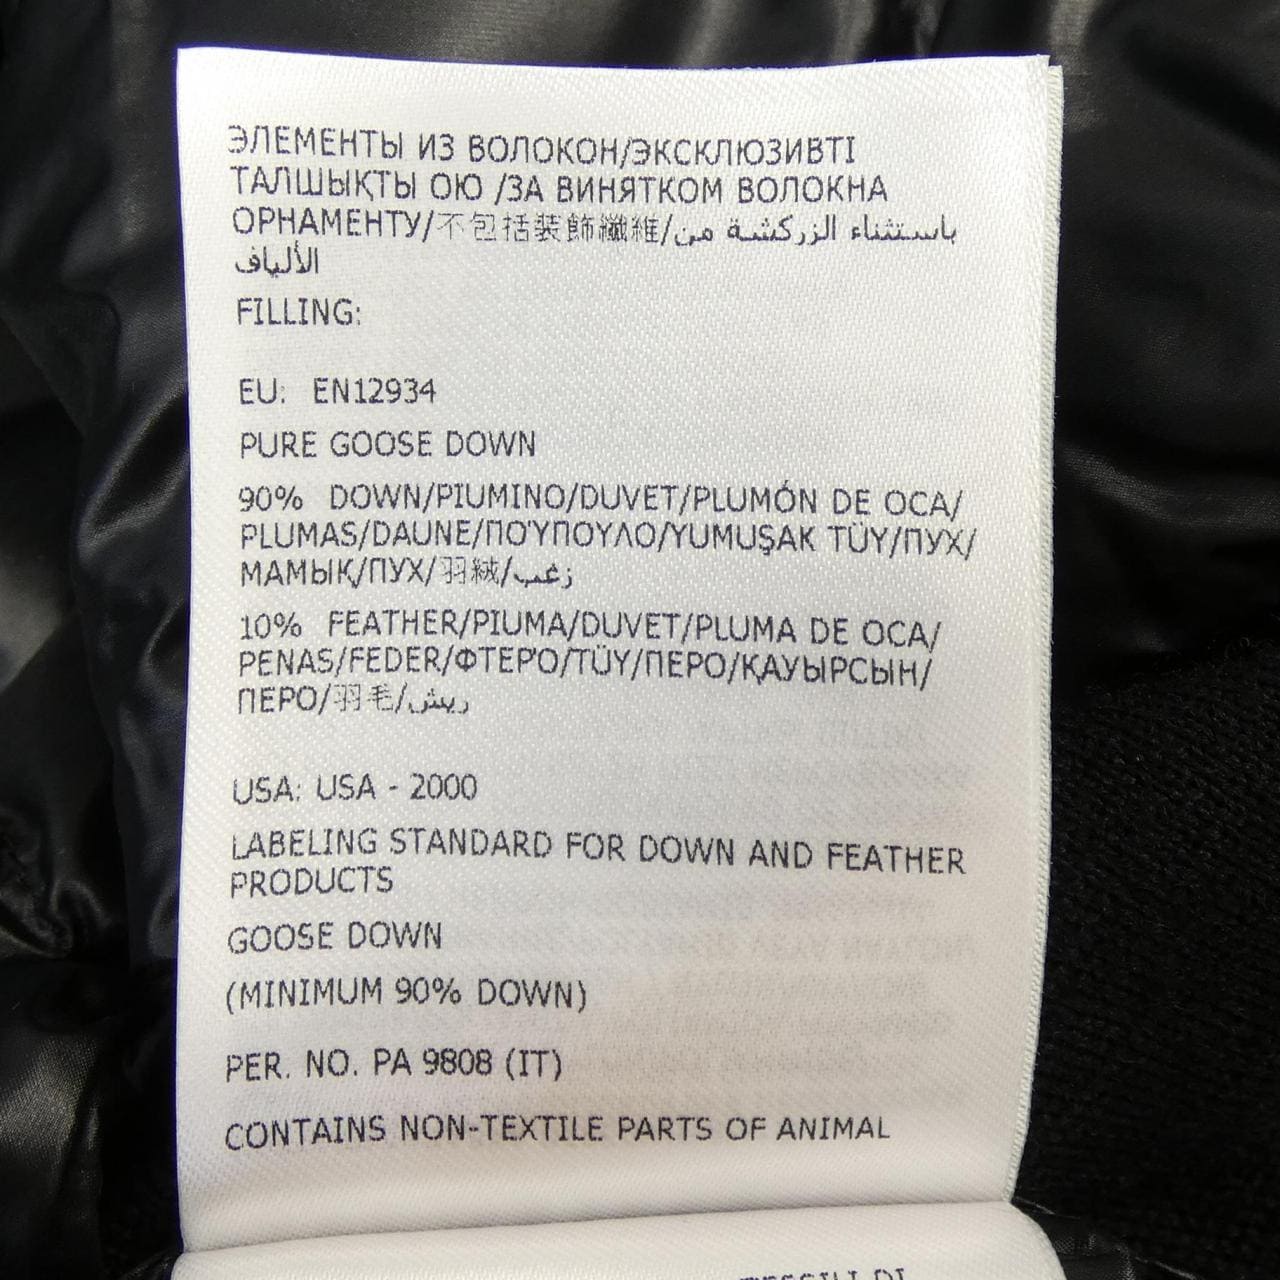 ЭЛЕМЕНТЫ ИЗ ВОЛОКОН/ЭКСКЛЮЗИВТІ
ТАЛШЫҚТЫ ОЮ /ЗА ВИНЯТКОМ ВОЛОКНА
ОРНАМЕНТУ/不包括装飾纖維/باستثناء الزركشة من
الألياف
FILLING:
EU: EN12934
PURE GOOSE DOWN
90% DOWN/PIUMINO/DUVET/PLUMÓN DE OCA/
PLUMAS/DAUNE/ΠΟΎΠΟΥΛΟ/YUMUŞAK TÜY/ПУХ/
МАМЫҚ/ПУХ/羽絨/زغب
10% FEATHER/PIUMA/DUVET/PLUMA DE OCA/
PENAS/FEDER/ΦΤΕΡΌ/TÜY/ПЕРО/ҚАУЫРСЫН/
ПЕРО/羽毛/ريش
USA: USA - 2000
LABELING STANDARD FOR DOWN AND FEATHER
PRODUCTS
GOOSE DOWN
(MINIMUM 90% DOWN)
PER. NO. PA 9808 (IT)
CONTAINS NON-TEXTILE PARTS OF ANIMAL
DI